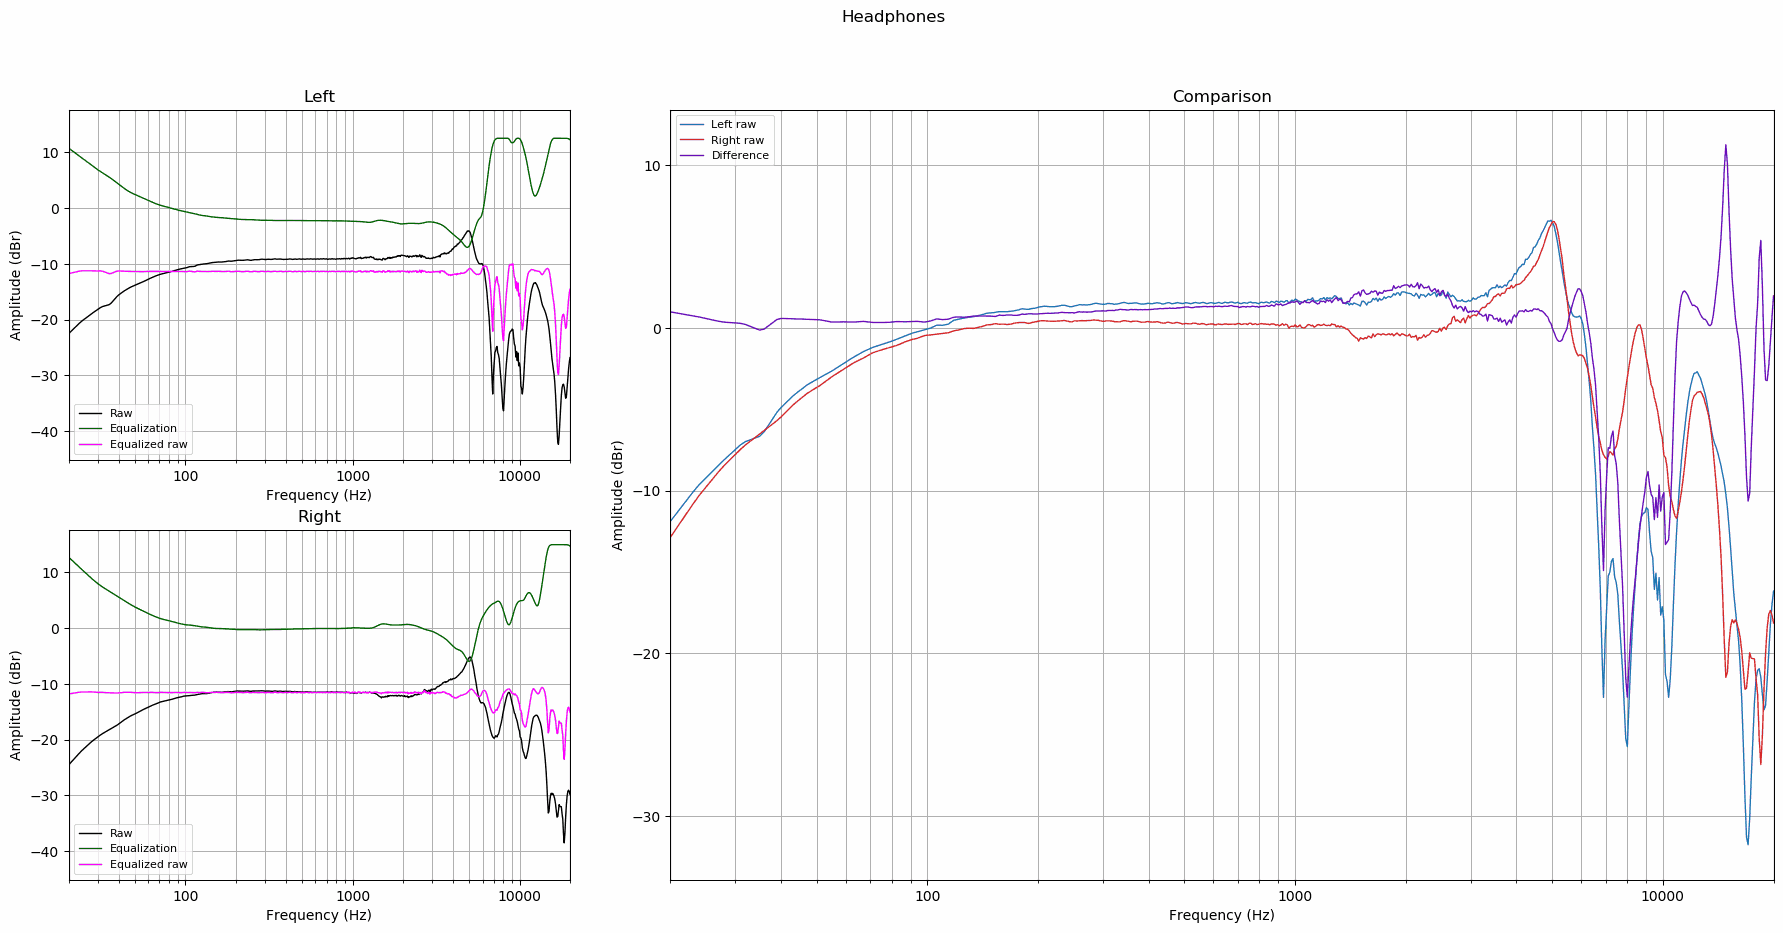 Headphones
Left
Amplitude (dBr)
10
0
−10
−20
−30
−40
Raw
Equalization
Equalized raw
100
1000
10000
Frequency (Hz)
Right
Amplitude (dBr)
10
0
−10
−20
−30
−40
Raw
Equalization
Equalized raw
100
1000
10000
Frequency (Hz)
Comparison
Amplitude (dBr)
10
0
−10
−20
−30
Left raw
Right raw
Difference
100
1000
10000
Frequency (Hz)